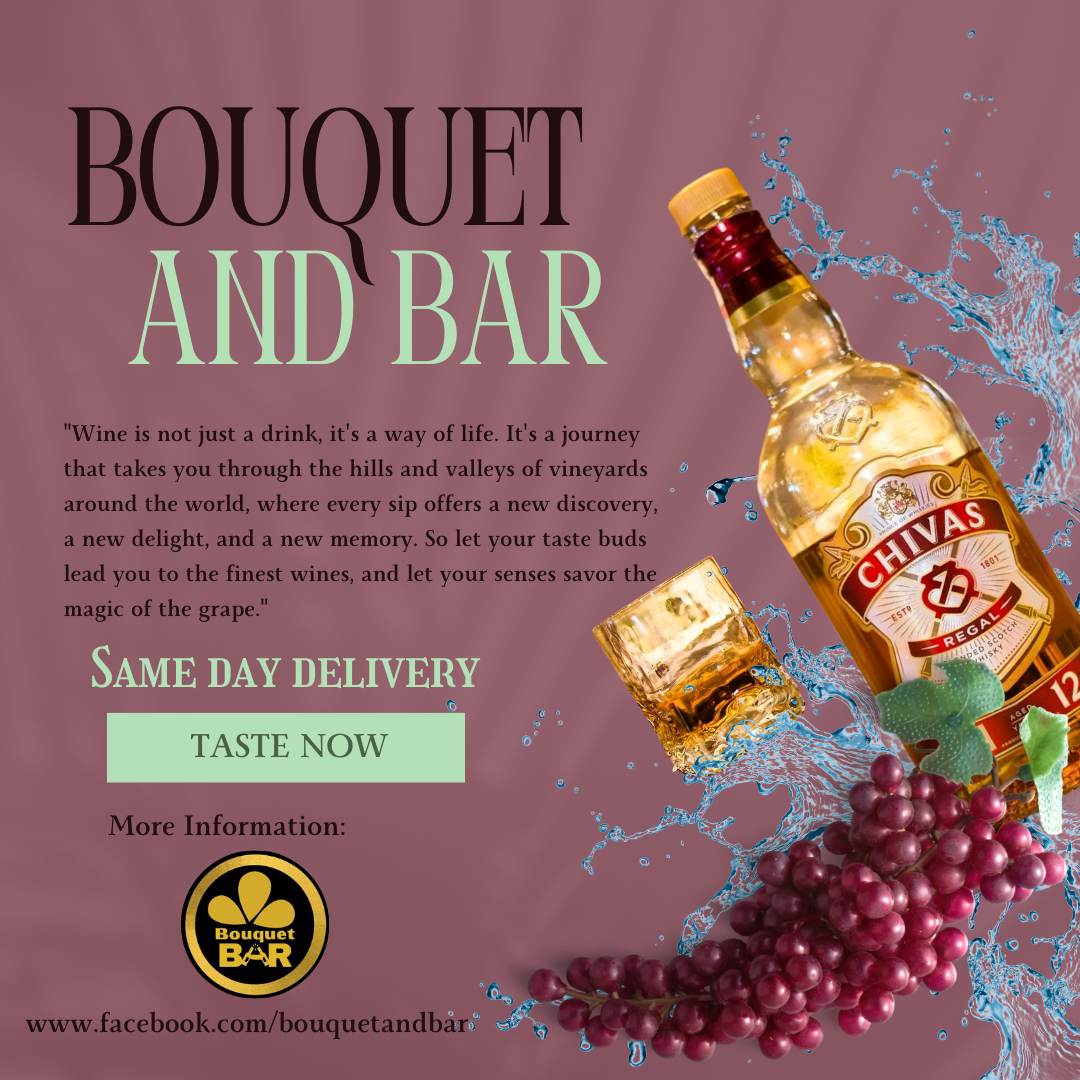 BOUQUET
AND BAR
"Wine is not just a drink, it's a way of life. It's a journey
that takes you through the hills and valleys of vineyards
around the world, where every sip offers a new discovery,
a new delight, and a new memory. So let your taste buds
lead you to the finest wines, and let your senses savor the
magic of the grape."
SAME DAY DELIVERY
TASTE NOW
More Information:
Bouquet
BAR
www.facebook.com/bouquetandbar
CHIVAS
ESTD 1801
REGAL
SCOTCH
WHISKY
AGED
12